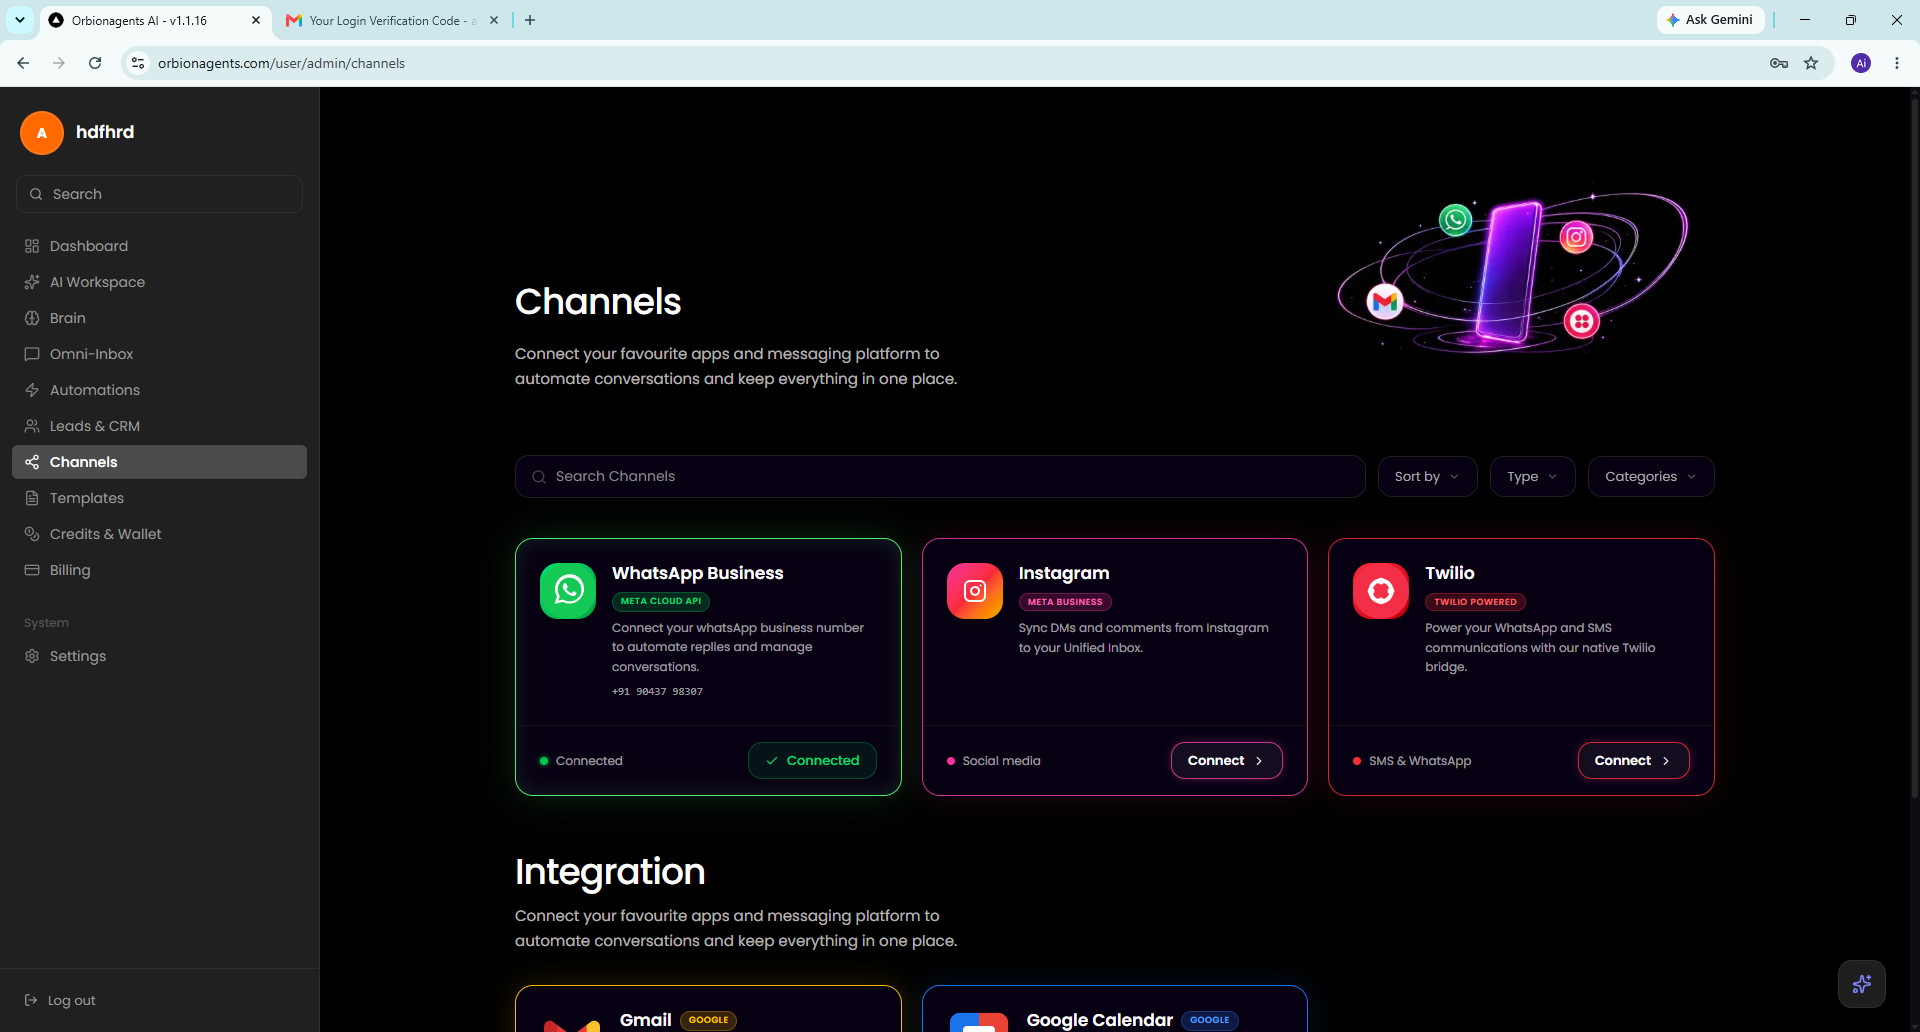 Orbionagents AI - v1.1.16
Your Login Verification Code -
Ask Gemini
orbionagents.com/user/admin/channels
Ai
A
hdfhrd
Search
Dashboard
AI Workspace
Brain
Omni-Inbox
Automations
Leads & CRM
Channels
Templates
Credits & Wallet
Billing
System
Settings
Log out
Channels
Connect your favourite apps and messaging platform to
automate conversations and keep everything in one place.
Search Channels
Sort by
Type
Categories
WhatsApp Business
META CLOUD API
Connect your whatsApp business number
to automate replies and manage
conversations.
+91 90437 98307
Connected
Connected
Instagram
META BUSINESS
Sync DMs and comments from Instagram
to your Unified Inbox.
Social media
Connect
Twilio
TWILIO POWERED
Power your WhatsApp and SMS
communications with our native Twilio
bridge.
SMS & WhatsApp
Connect
Integration
Connect your favourite apps and messaging platform to
automate conversations and keep everything in one place.
Gmail
GOOGLE
Google Calendar
GOOGLE